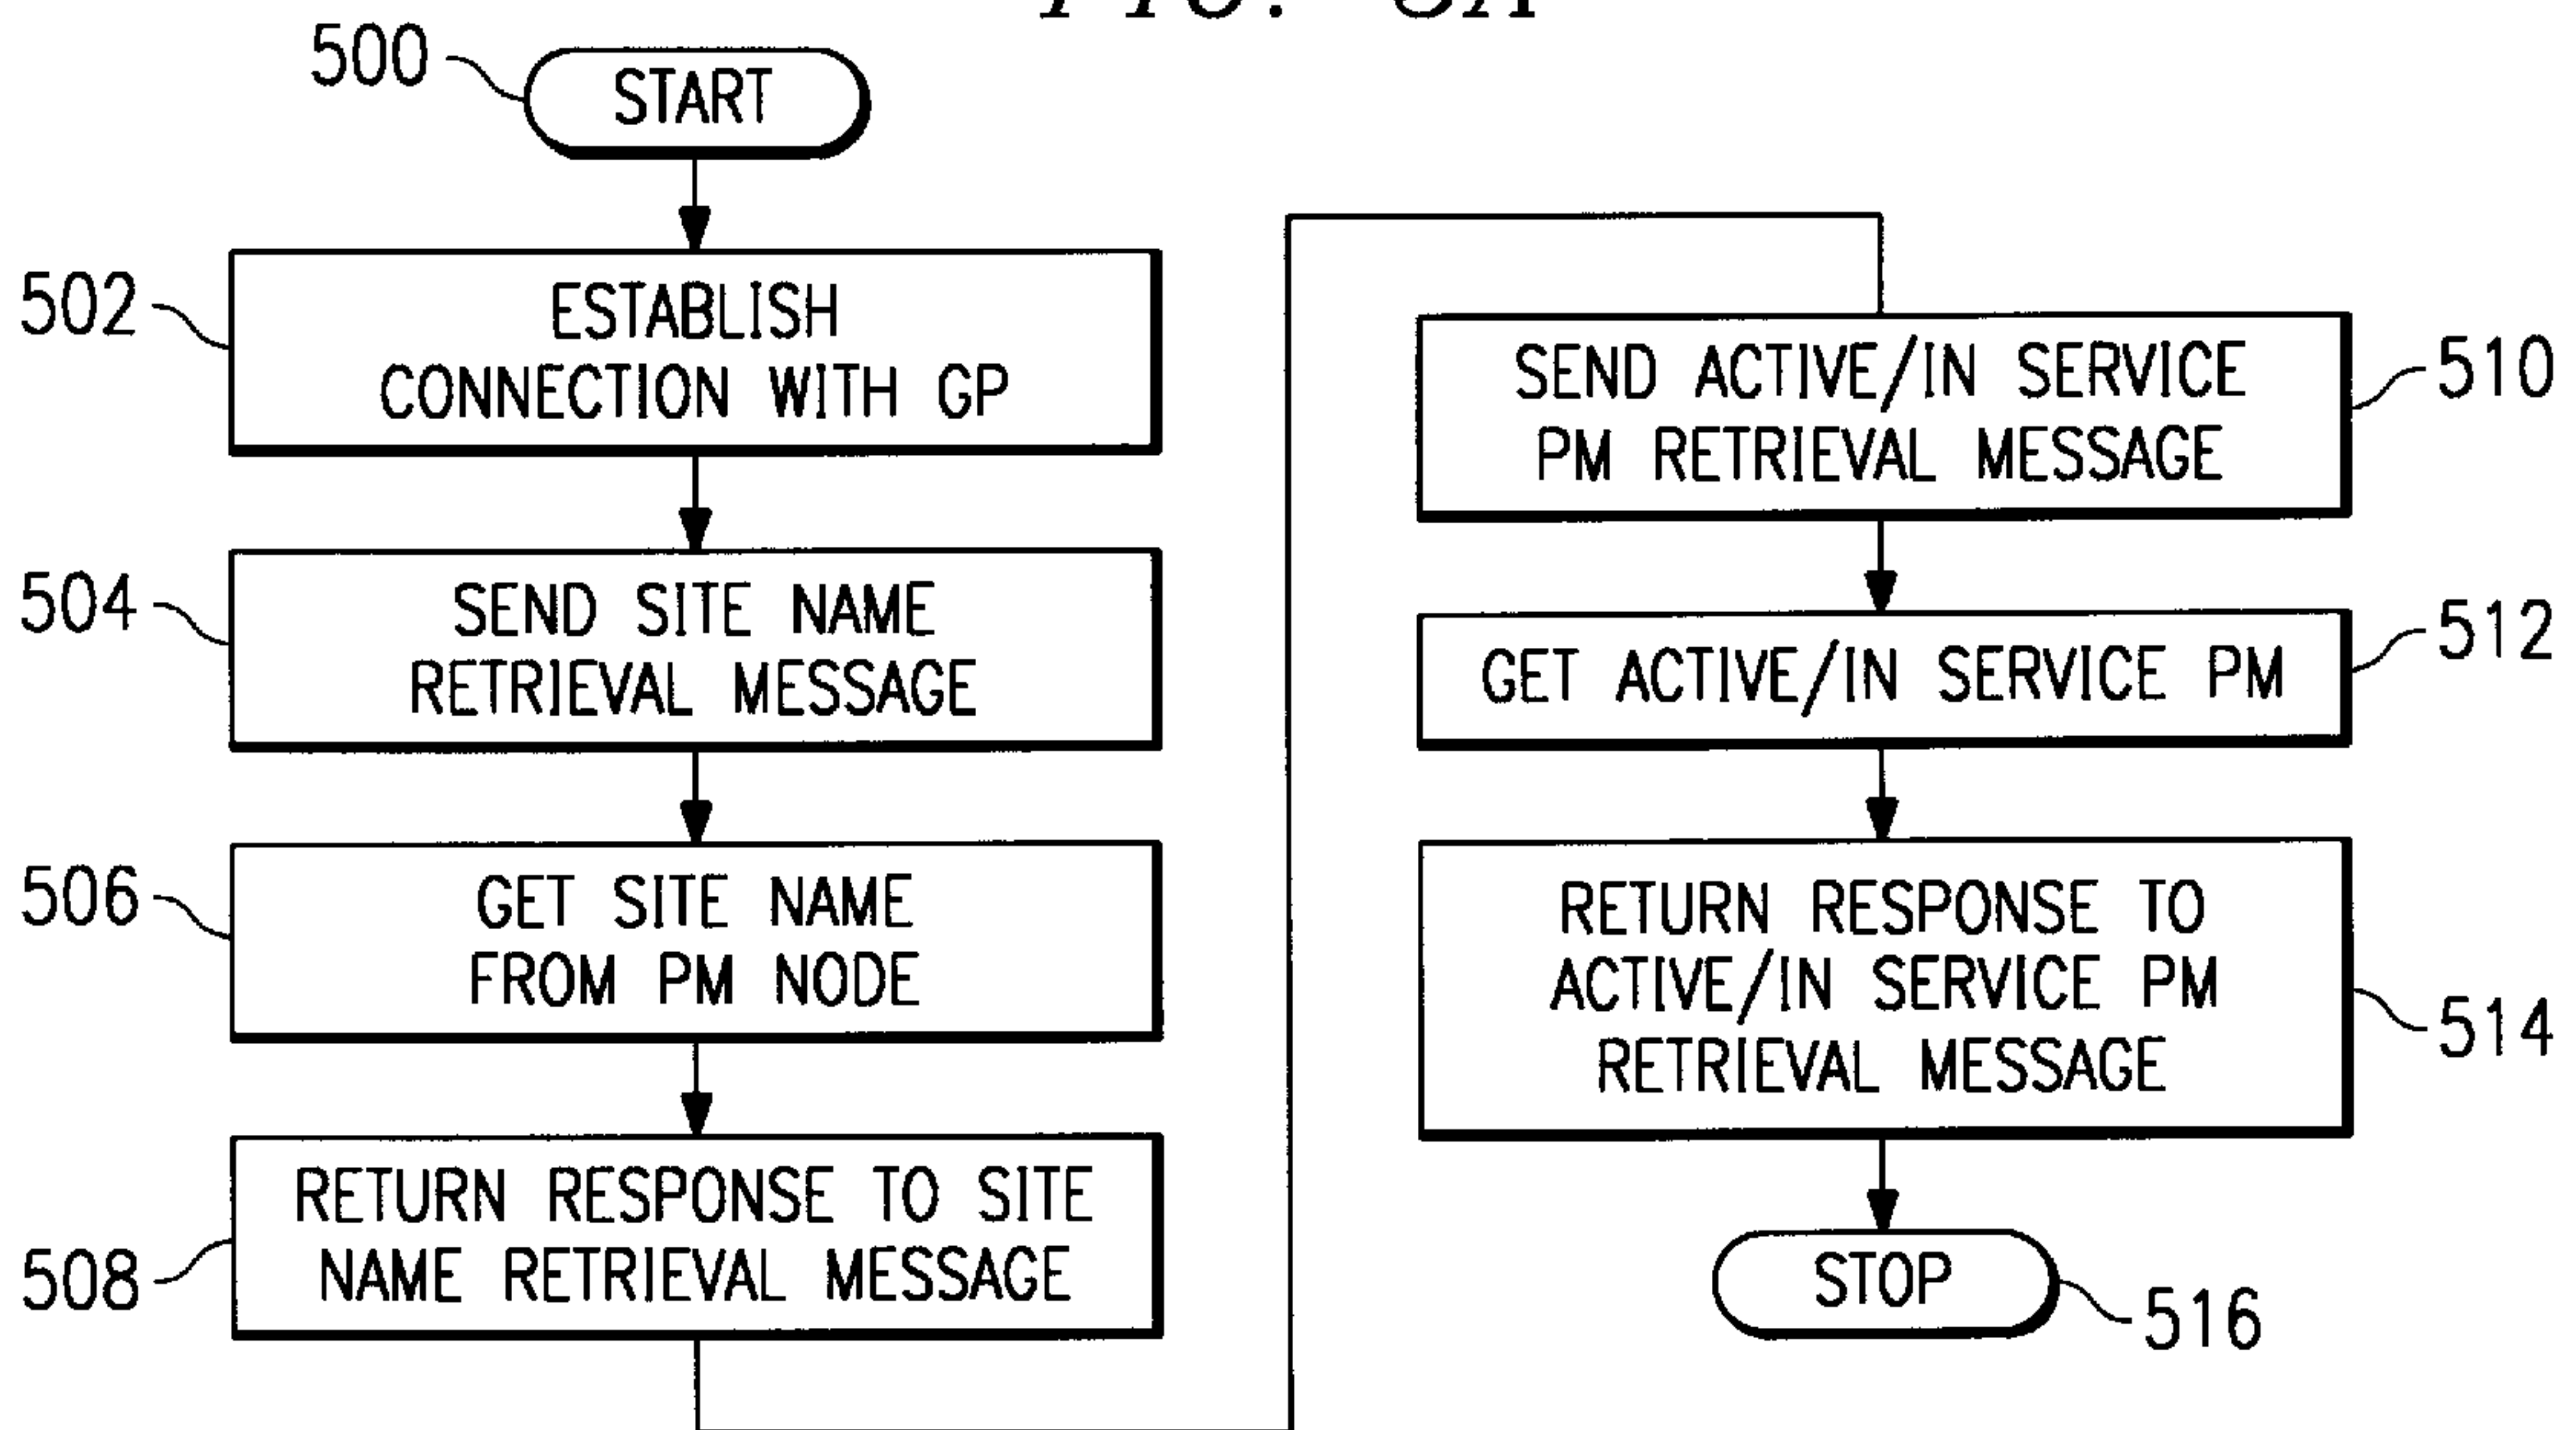 500
START
502
ESTABLISH
CONNECTION WITH GP
504
SEND SITE NAME
RETRIEVAL MESSAGE
506
GET SITE NAME
FROM PM NODE
508
RETURN RESPONSE TO SITE
NAME RETRIEVAL MESSAGE
SEND ACTIVE/IN SERVICE
PM RETRIEVAL MESSAGE
510
GET ACTIVE/IN SERVICE PM
512
RETURN RESPONSE TO
ACTIVE/IN SERVICE PM
RETRIEVAL MESSAGE
514
STOP
516